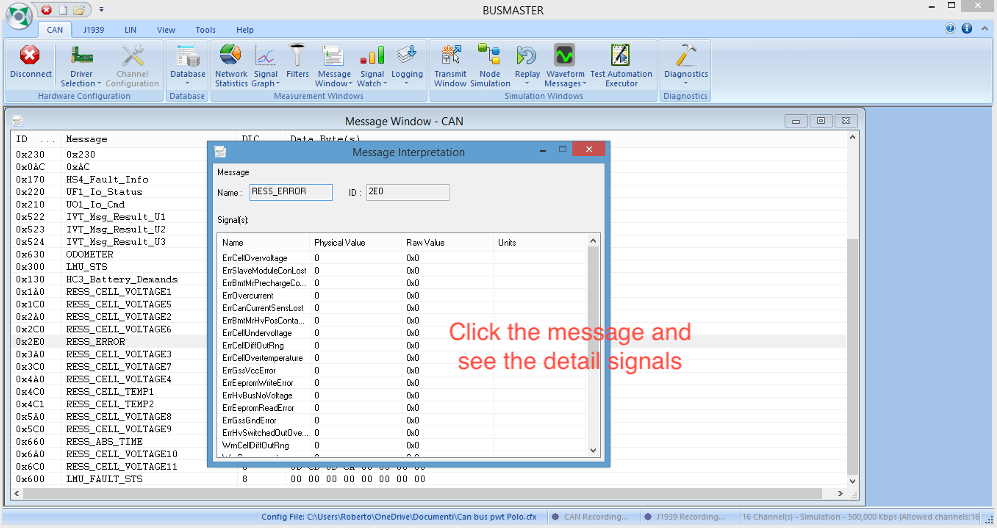 BUSMASTER
CAN J1939 LIN View Tools Help
Disconnect Driver Selection Channel Configuration Database Network Statistics Signal Graph Filters Message Window Signal Watch Logging Transmit Window Node Simulation Replay Waveform Messages Test Automation Executor Diagnostics
Hardware Configuration Database Measurement Windows Simulation Windows Diagnostics
Message Window - CAN
ID ... Message DLC Data Byte(s)
0x230 0x230
0x0AC 0xAC
0x170 HS4_Fault_Info
0x220 UF1_Io_Status
0x210 UO1_Io_Cmd
0x522 IVT_Msg_Result_U1
0x523 IVT_Msg_Result_U2
0x524 IVT_Msg_Result_U3
0x630 ODOMETER
0x300 LMU_STS
0x130 HC3_Battery_Demands
0x1A0 RESS_CELL_VOLTAGE1
0x1C0 RESS_CELL_VOLTAGE5
0x2A0 RESS_CELL_VOLTAGE2
0x2C0 RESS_CELL_VOLTAGE6
0x2E0 RESS_ERROR
0x3A0 RESS_CELL_VOLTAGE3
0x3C0 RESS_CELL_VOLTAGE7
0x4A0 RESS_CELL_VOLTAGE4
0x4C0 RESS_CELL_TEMP1
0x4C1 RESS_CELL_TEMP2
0x5A0 RESS_CELL_VOLTAGE8
0x5C0 RESS_CELL_VOLTAGE9
0x660 RESS_ABS_TIME
0x6A0 RESS_CELL_VOLTAGE10
0x6C0 RESS_CELL_VOLTAGE11
0x600 LMU_FAULT_STS 8 00 00 00 00 00 00 00 00
Message Interpretation
Message
Name : RESS_ERROR ID : 2E0
Signal(s):
Name Physical Value Raw Value Units
ErrCellOvervoltage 0 0x0
ErrSlaveModuleConLost 0 0x0
ErrBmtMrPrechargeCo... 0 0x0
ErrOvercurrent 0 0x0
ErrCanCurrentSensLost 0 0x0
ErrBmtMrHvPosConta... 0 0x0
ErrCellUndervoltage 0 0x0
ErrCellDiffOutRng 0 0x0
ErrCellOvertemperature 0 0x0
ErrGssVccError 0 0x0
ErrEepromWriteError 0 0x0
ErrHvBusNoVoltage 0 0x0
ErrEepromReadError 0 0x0
ErrGssGndError 0 0x0
ErrHvSwitchedOutOve... 0 0x0
WrnCellDiffOutRng 0 0x0
Click the message and
see the detail signals
Config File: C:\Users\Roberto\OneDrive\Documenti\Can bus pwt Polo.cfx CAN Recording... J1939 Recording... 16 Channel(s) - Simulation - 500,000 Kbps (Allowed channels:16